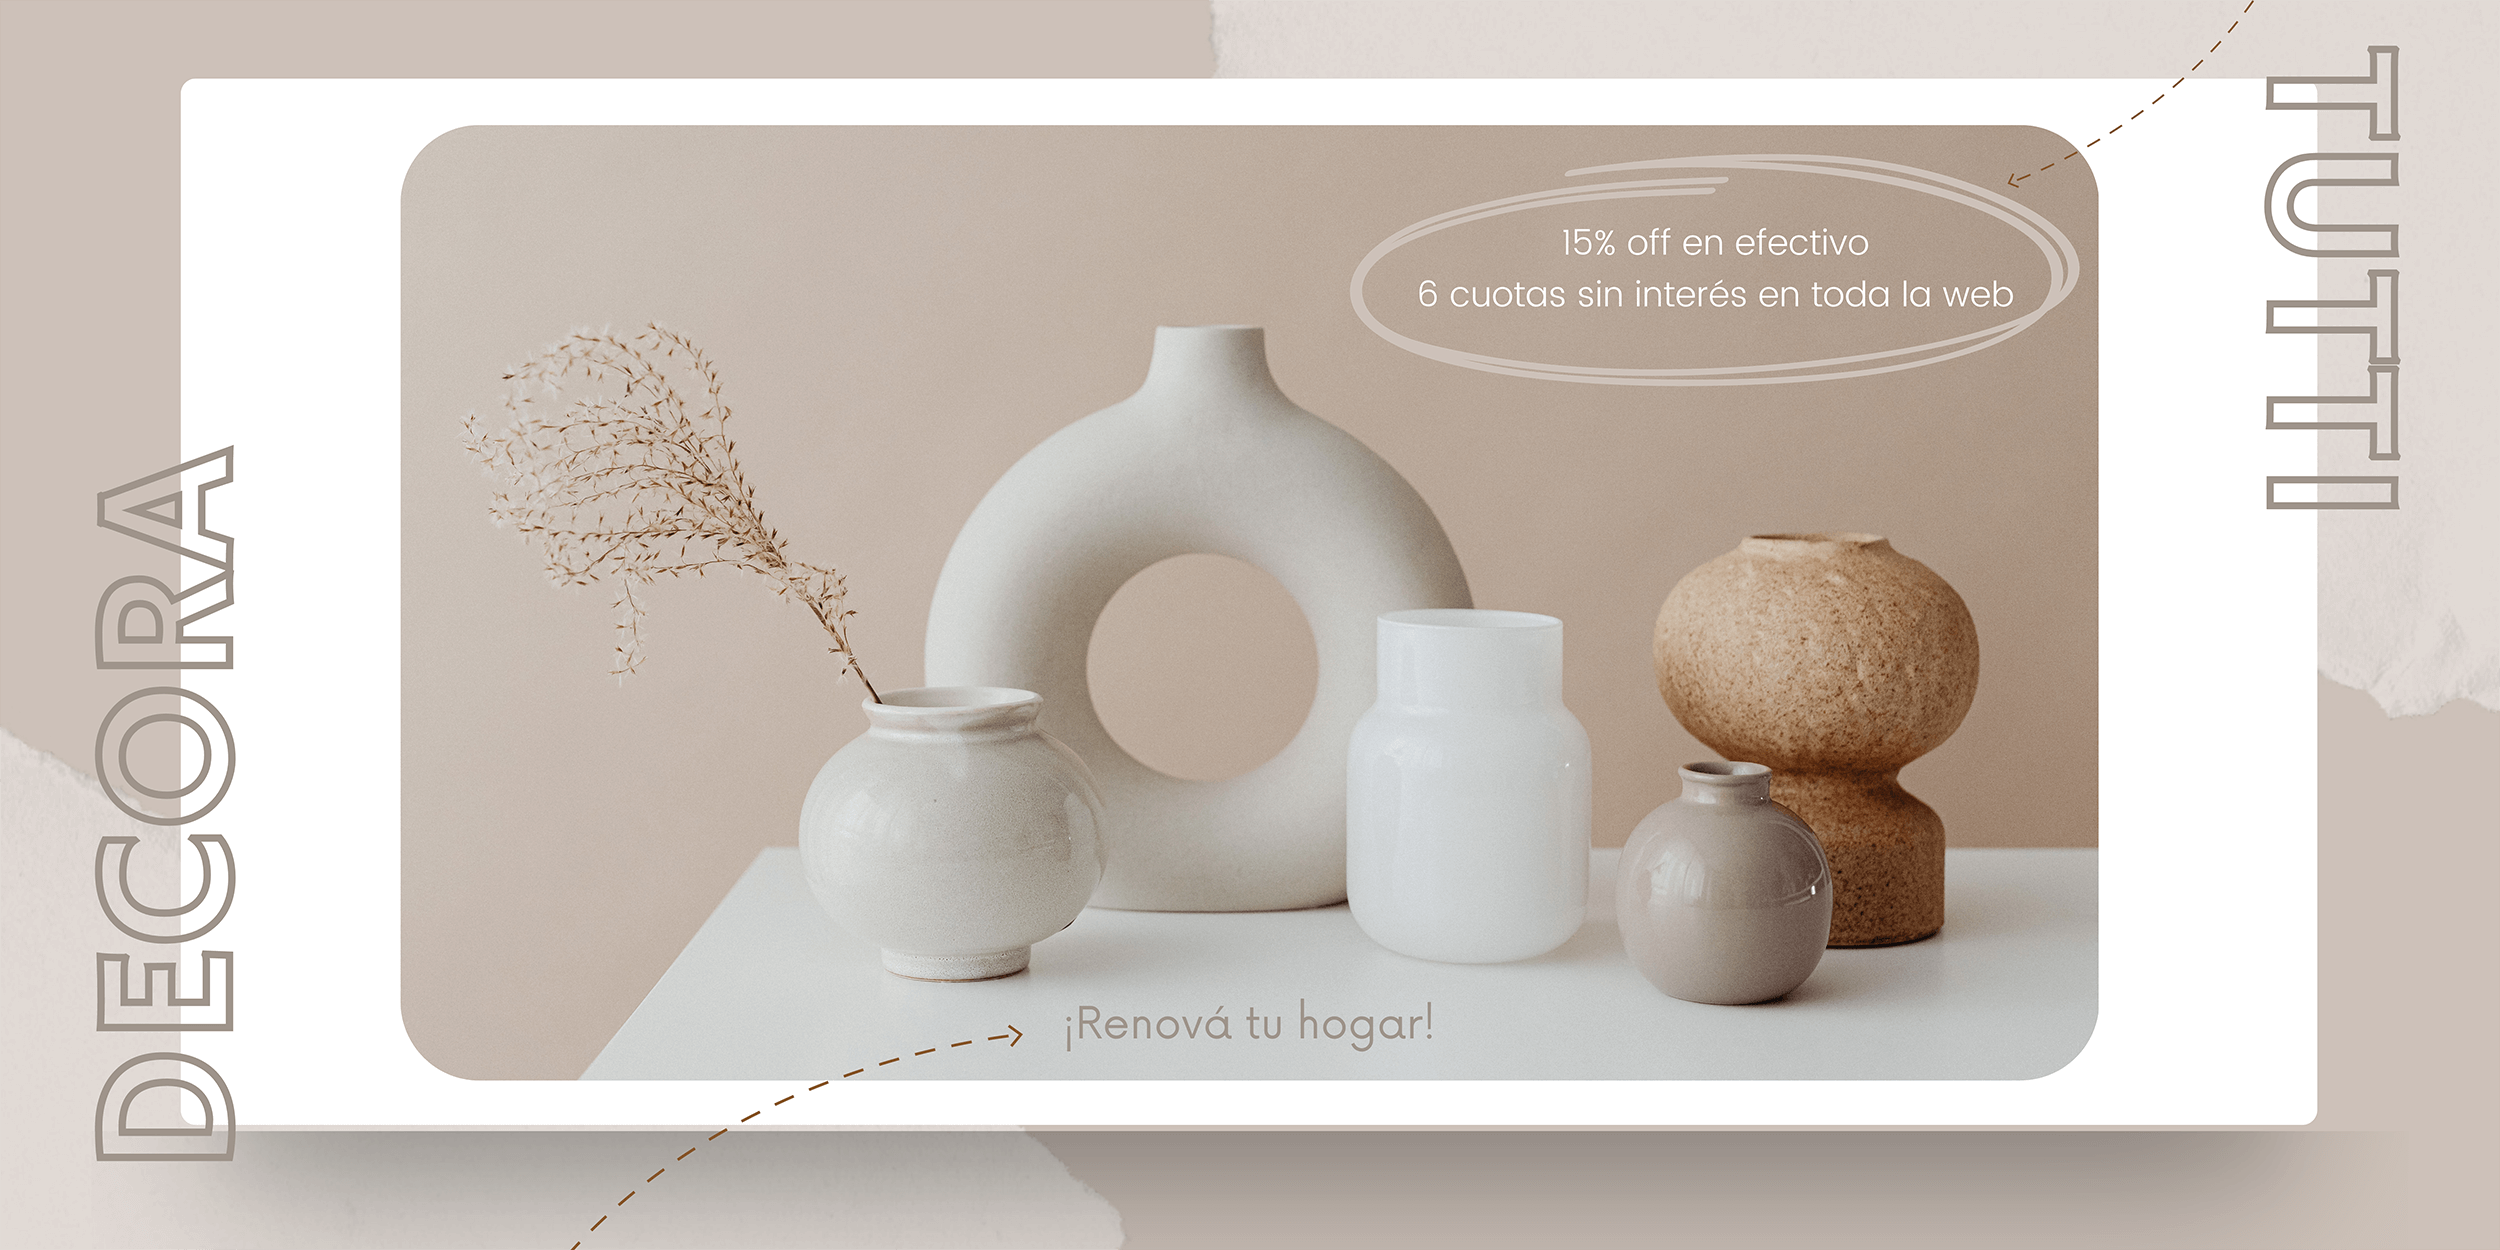 DECORA
TUTTI
15% off en efectivo
6 cuotas sin interés en toda la web
¡Renová tu hogar!